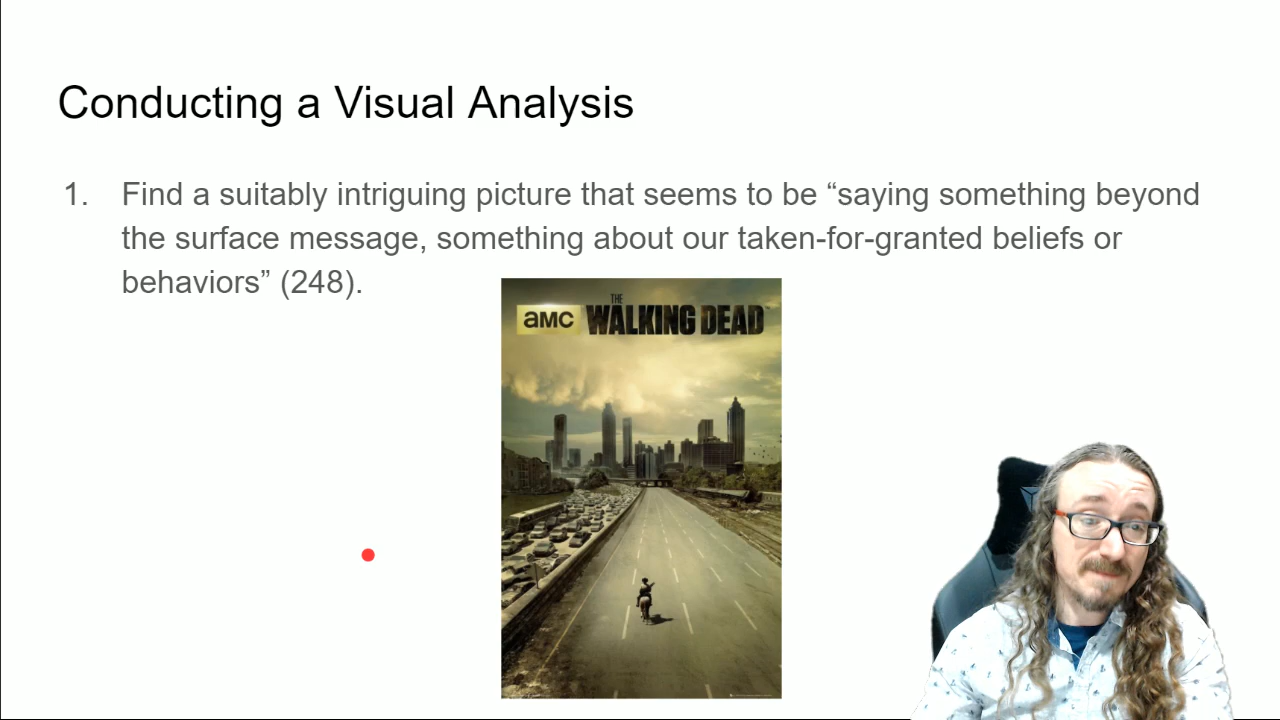 Conducting a Visual Analysis
1. Find a suitably intriguing picture that seems to be “saying something beyond
the surface message, something about our taken-for-granted beliefs or
behaviors” (248).
THE
aMC WALKING DEAD